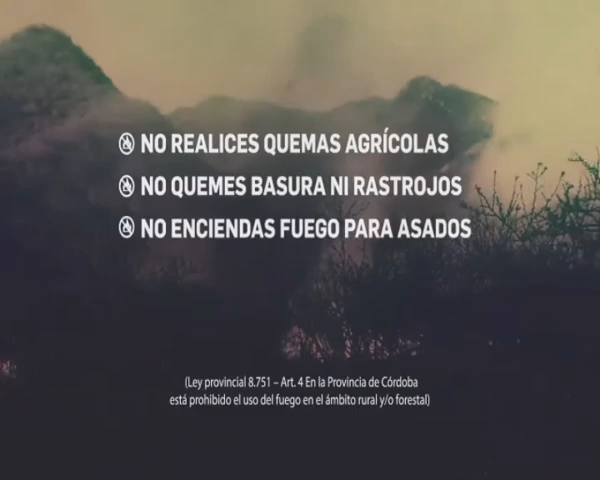 NO REALICES QUEMAS AGRÍCOLAS
NO QUEMES BASURA NI RASTROJOS
NO ENCIENDAS FUEGO PARA ASADOS
(Ley provincial 8.751 – Art. 4 En la Provincia de Córdoba
está prohibido el uso del fuego en el ámbito rural y/o forestal)